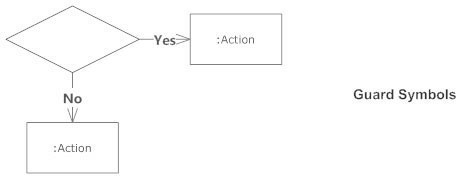 Yes
:Action
No
Guard Symbols
:Action